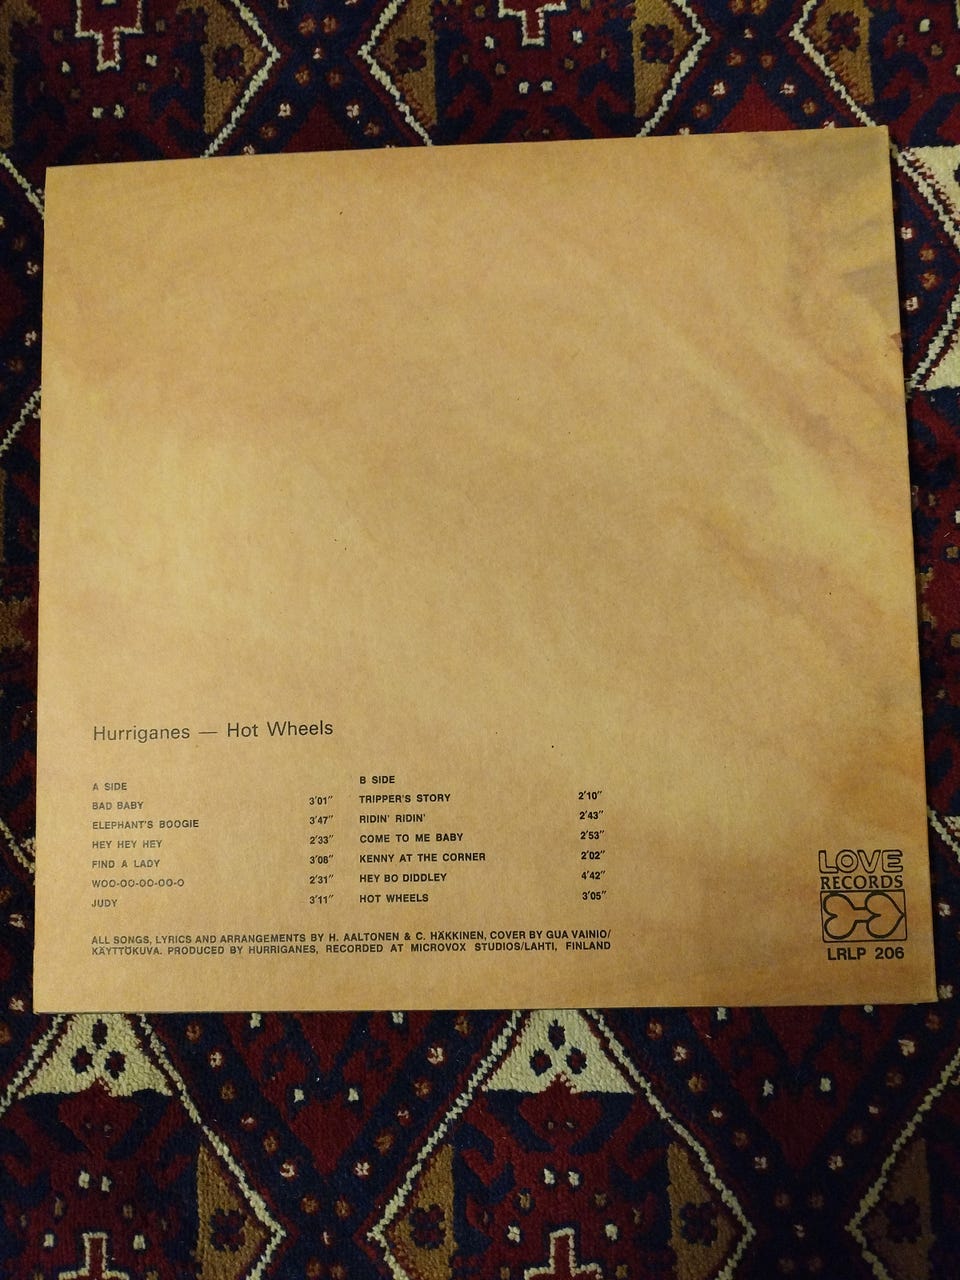 Hurriganes — Hot Wheels
A SIDE
BAD BABY 3'01"
ELEPHANT'S BOOGIE 3'47"
HEY HEY HEY 2'33"
FIND A LADY 3'08"
WOO-OO-OO-OO-O 2'31"
JUDY 3'11"
B SIDE
TRIPPER'S STORY 2'10"
RIDIN' RIDIN' 2'43"
COME TO ME BABY 2'53"
KENNY AT THE CORNER 2'02"
HEY BO DIDDLEY 4'42"
HOT WHEELS 3'05"
ALL SONGS, LYRICS AND ARRANGEMENTS BY H. AALTONEN & C. HÄKKINEN, COVER BY GUA VAINIO/
KÄYTTÖKUVA. PRODUCED BY HURRIGANES, RECORDED AT MICROVOX STUDIOS/LAHTI, FINLAND
LOVE
RECORDS
LRLP 206